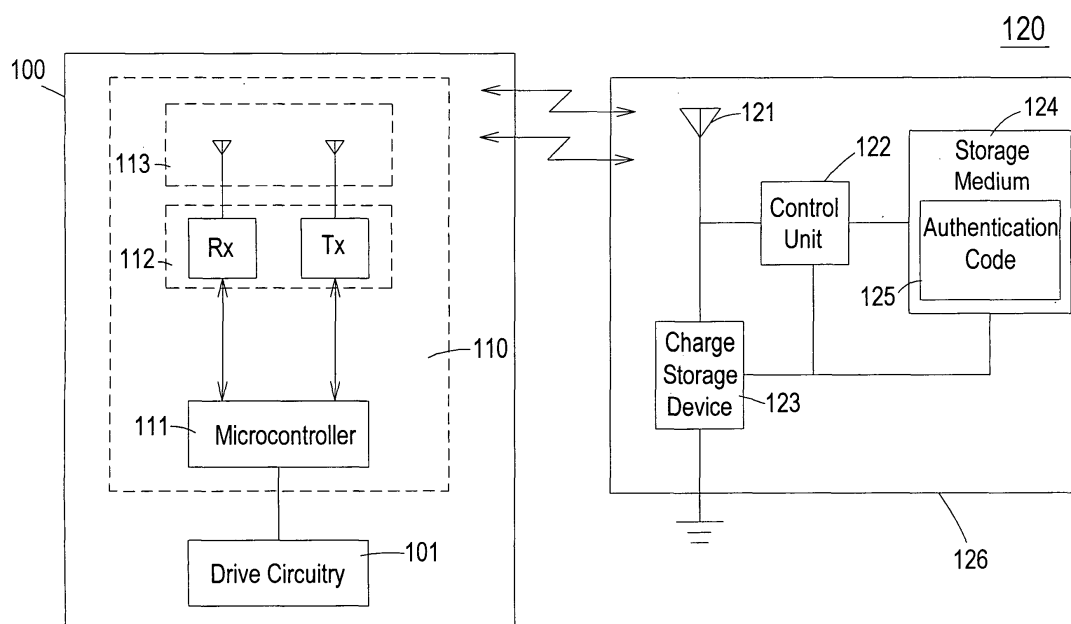 120
100
113
112
Rx
Tx
110
111
Microcontroller
101
Drive Circuitry
121
122
Control
Unit
124
Storage
Medium
Authentication
Code
125
Charge
Storage
Device
123
126